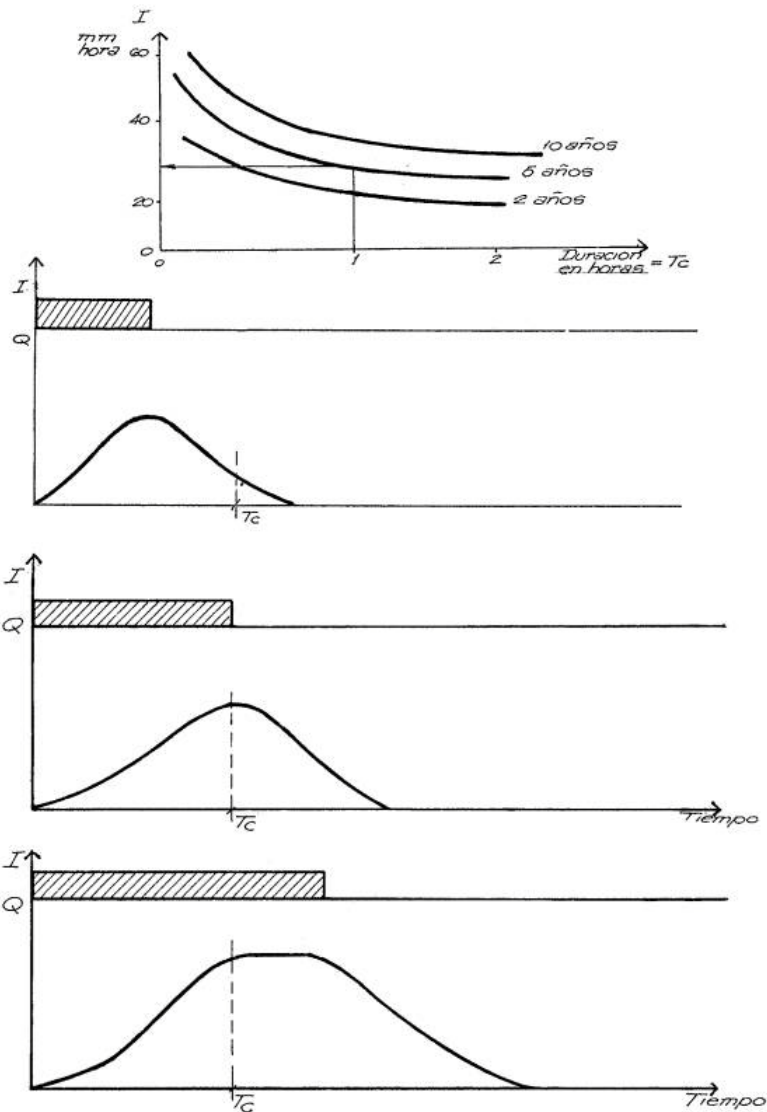 I
mm
hora
60
40
20
0
0
1
2
10 años
5 años
2 años
Duracion
en horas = Tc
I
Q
Tc
I
Q
Tc
Tiempo
I
Q
Tc
Tiempo